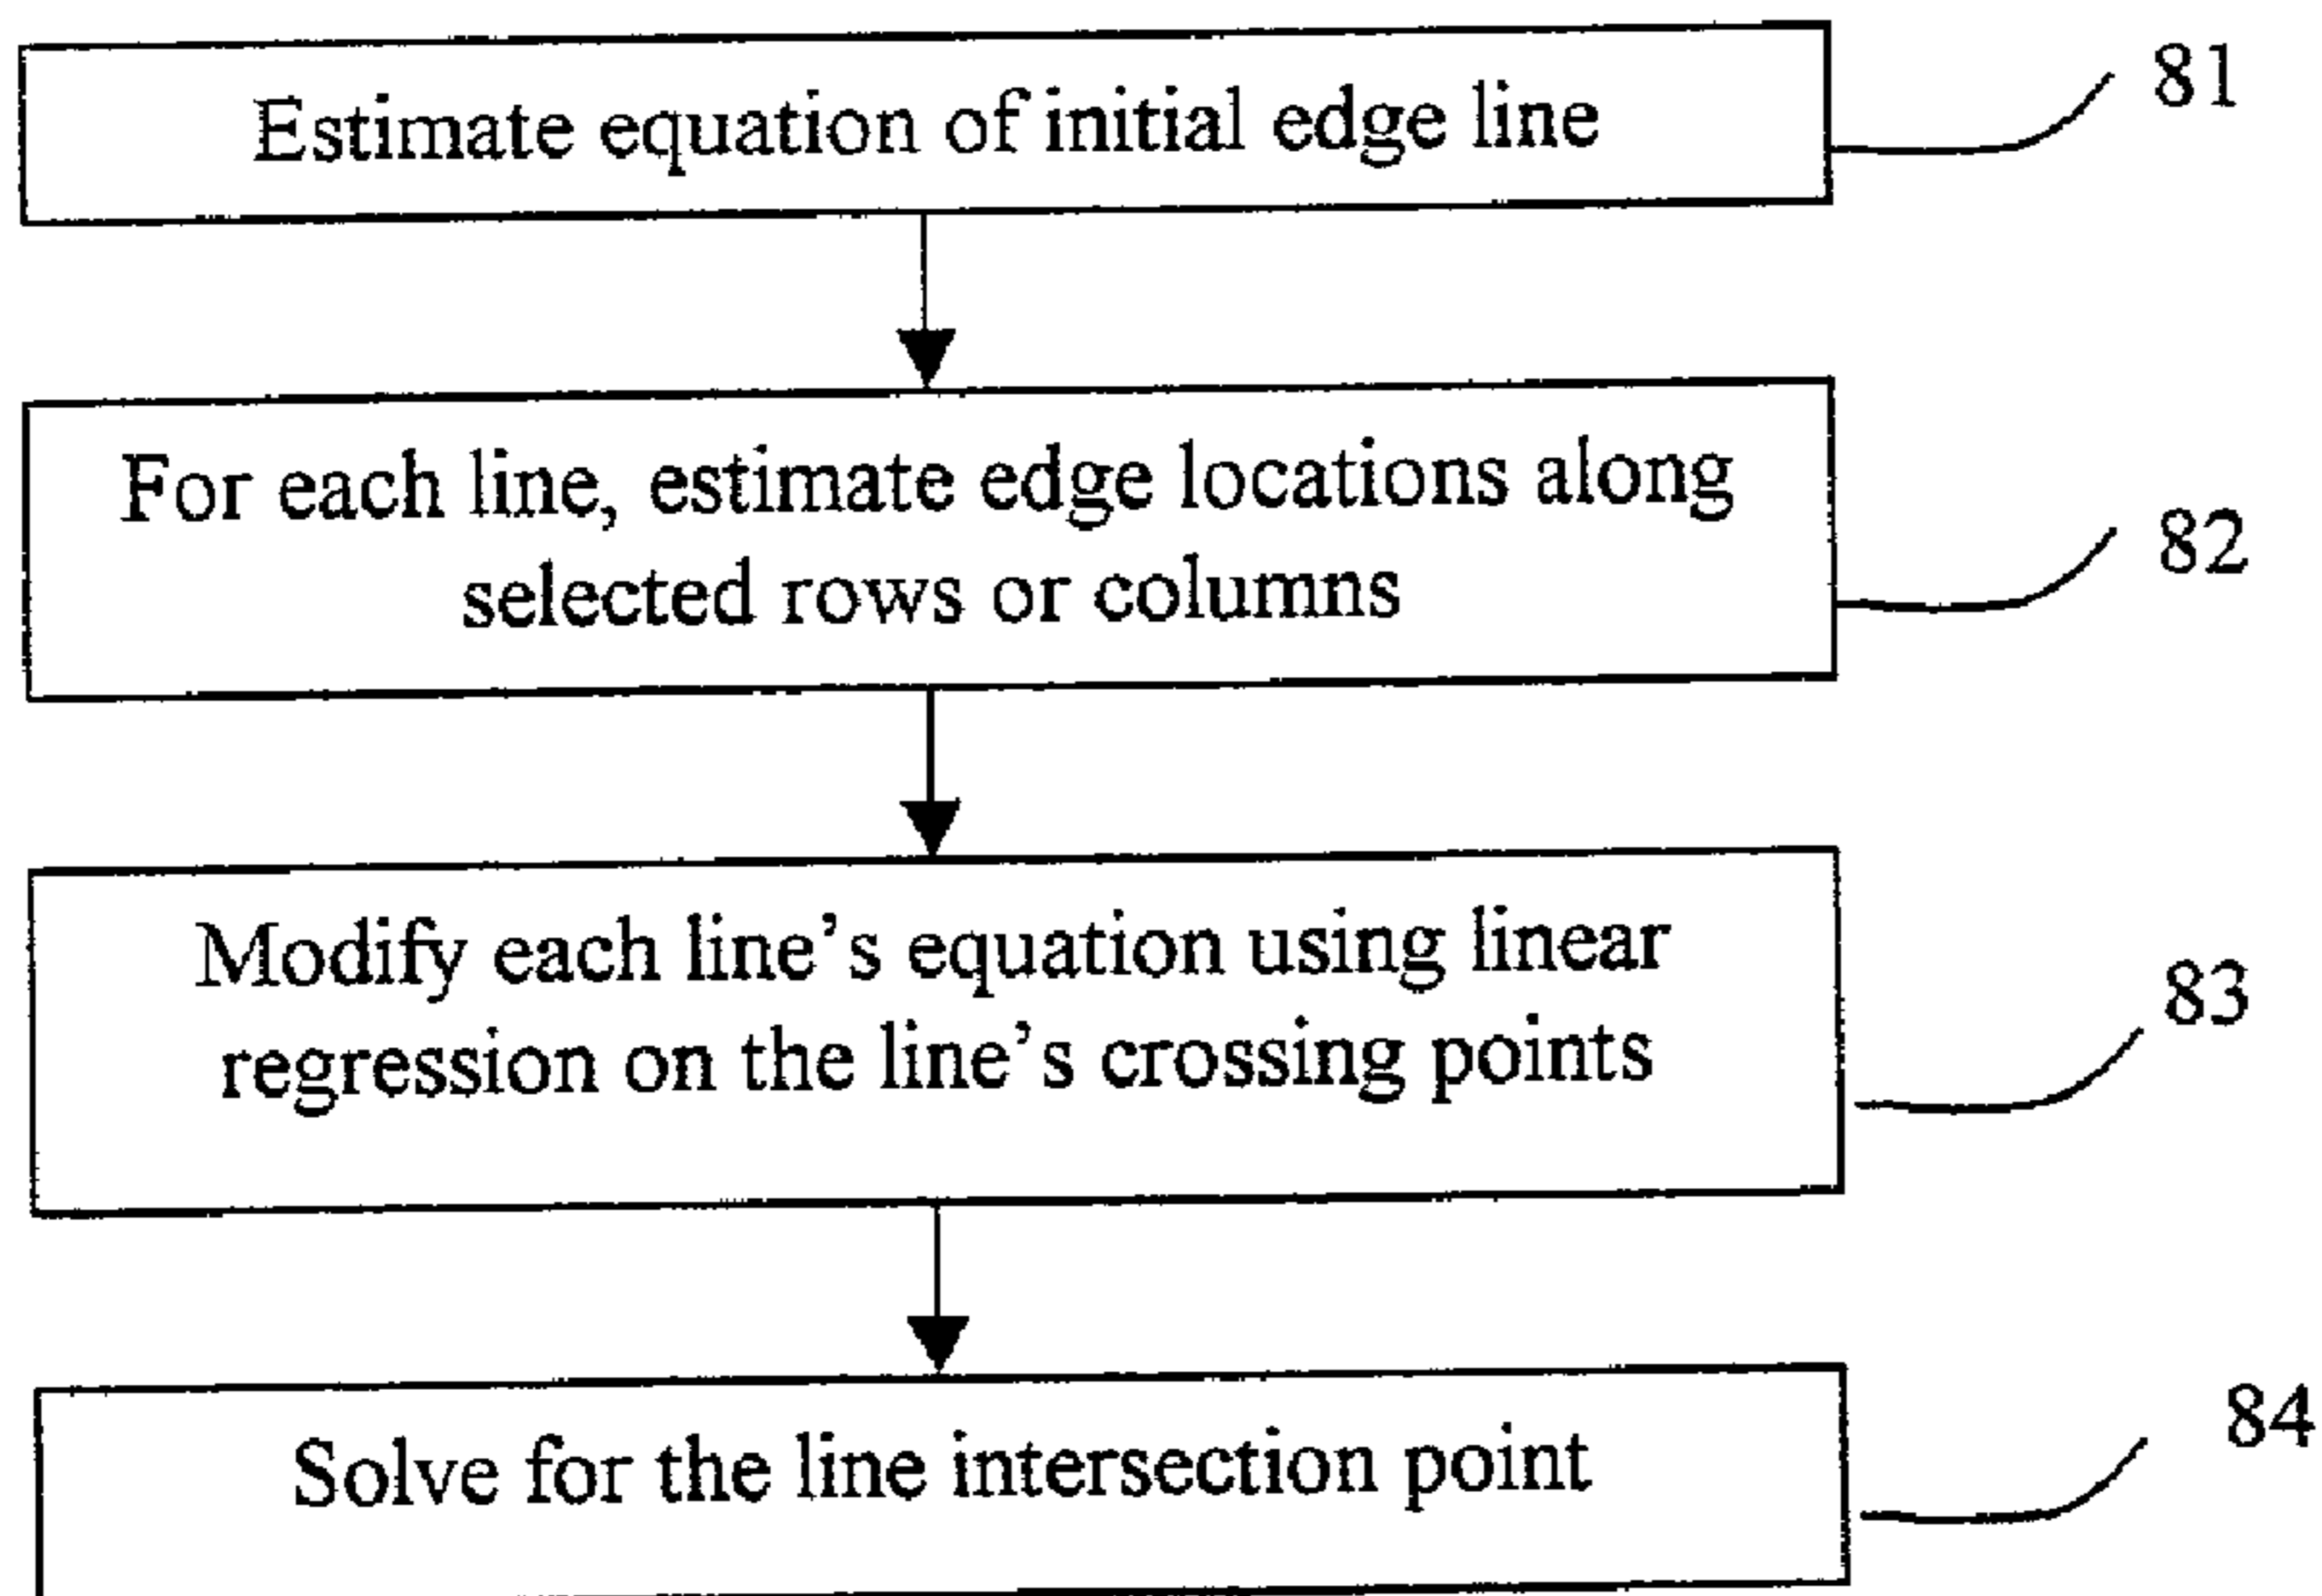 Estimate equation of initial edge line
81
For each line, estimate edge locations along
selected rows or columns
82
Modify each line's equation using linear
regression on the line's crossing points
83
Solve for the line intersection point
84